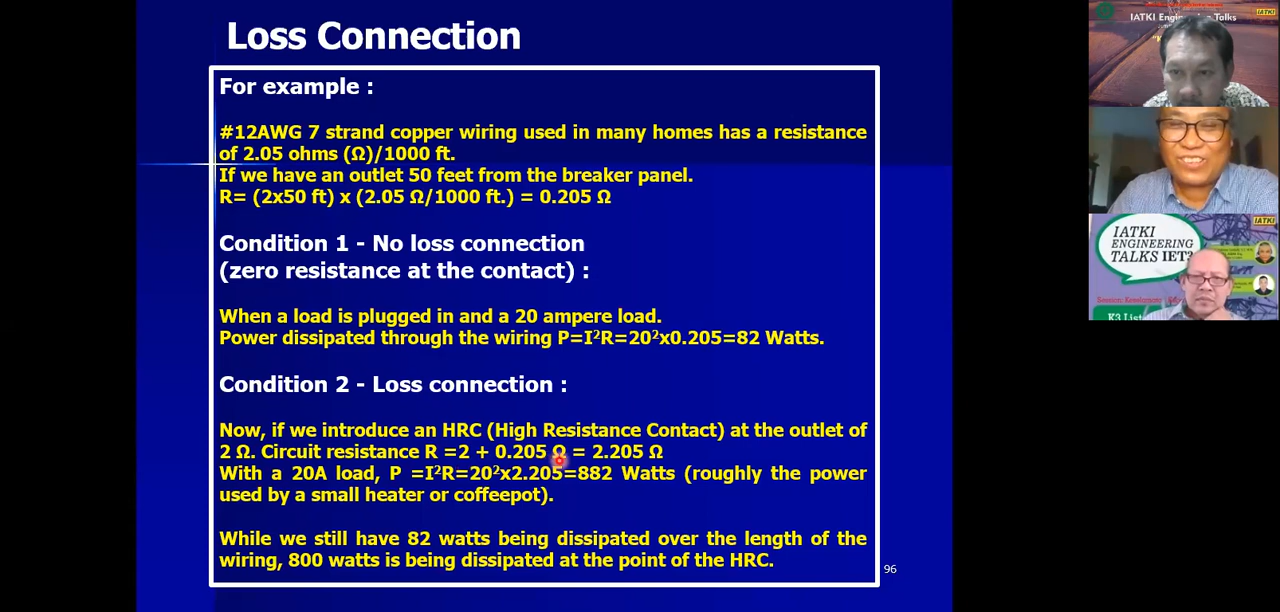 Loss Connection
For example :
#12AWG 7 strand copper wiring used in many homes has a resistance
of 2.05 ohms (Ω)/1000 ft.
If we have an outlet 50 feet from the breaker panel.
R= (2x50 ft) x (2.05 Ω/1000 ft.) = 0.205 Ω
Condition 1 - No loss connection
(zero resistance at the contact) :
When a load is plugged in and a 20 ampere load.
Power dissipated through the wiring P=I²R=20²x0.205=82 Watts.
Condition 2 - Loss connection :
Now, if we introduce an HRC (High Resistance Contact) at the outlet of
2 Ω. Circuit resistance R =2 + 0.205 Ω = 2.205 Ω
With a 20A load, P =I²R=20²x2.205=882 Watts (roughly the power
used by a small heater or coffeepot).
While we still have 82 watts being dissipated over the length of the
wiring, 800 watts is being dissipated at the point of the HRC.
96
IATKI
IATKI Talks
IATKI
IATKI
ENGINEERING
TALKS IET3
Session:
K3